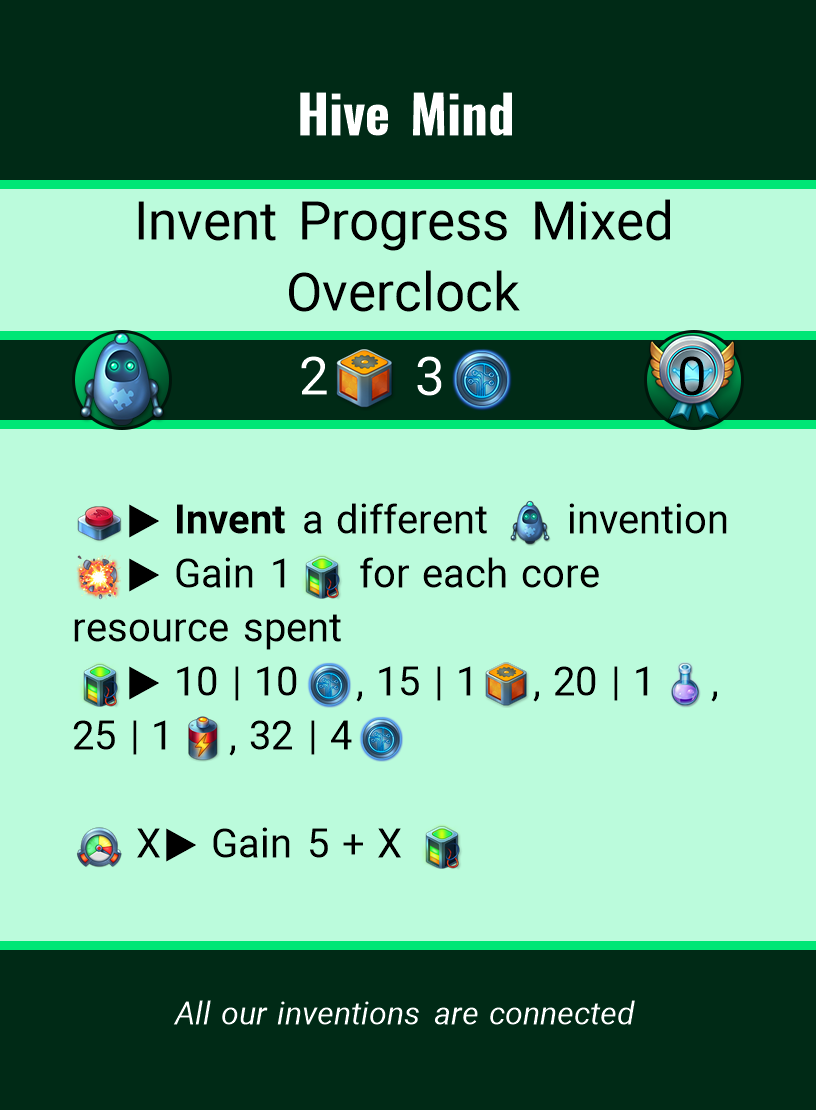 Hive Mind
Invent Progress Mixed
Overclock
2 3 0
▶ Invent a different invention
▶ Gain 1 for each core
resource spent
▶ 10 | 10 , 15 | 1 , 20 | 1 ,
25 | 1 , 32 | 4
X▶ Gain 5 + X
All our inventions are connected